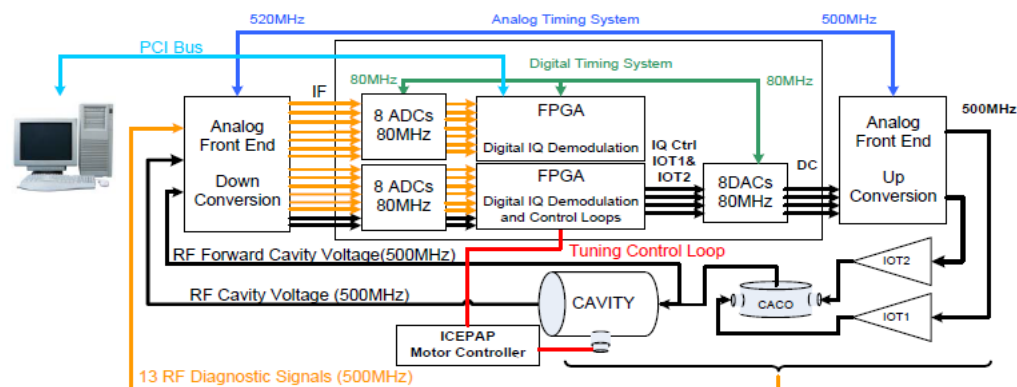 520MHz
Analog Timing System
500MHz
PCI Bus
Digital Timing System
80MHz
80MHz
IF
500MHz
Analog
Front End
Down
Conversion
8 ADCs
80MHz
FPGA
Digital IQ Demodulation
8 ADCs
80MHz
FPGA
Digital IQ Demodulation
and Control Loops
IQ Ctrl
IOT1&
IOT2
8DACs
80MHz
DC
Analog
Front End
Up
Conversion
Tuning Control Loop
RF Forward Cavity Voltage(500MHz)
RF Cavity Voltage (500MHz)
CAVITY
CACO
IOT2
IOT1
ICEPAP
Motor Controller
13 RF Diagnostic Signals (500MHz)